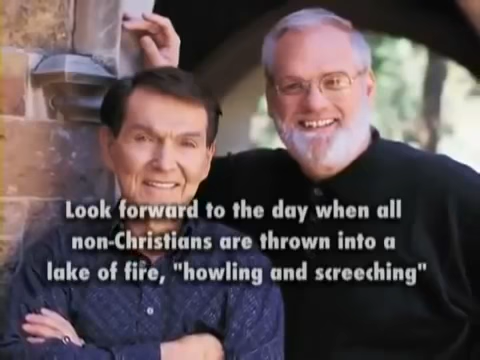 Look forward to the day when all
non-Christians are thrown into a
lake of fire, "howling and screeching"